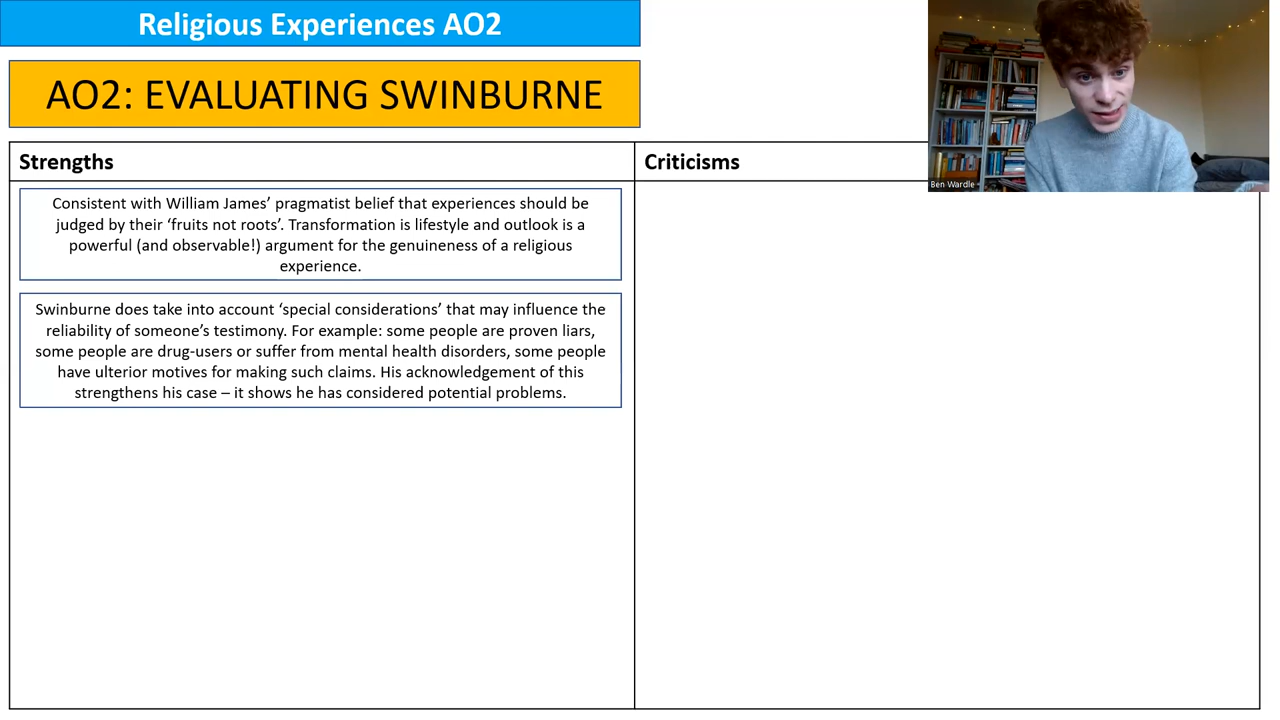 Religious Experiences AO2
AO2: EVALUATING SWINBURNE
Strengths
Criticisms
Ben Wardle
Consistent with William James’ pragmatist belief that experiences should be
judged by their ‘fruits not roots’. Transformation is lifestyle and outlook is a
powerful (and observable!) argument for the genuineness of a religious
experience.
Swinburne does take into account ‘special considerations’ that may influence the
reliability of someone’s testimony. For example: some people are proven liars,
some people are drug-users or suffer from mental health disorders, some people
have ulterior motives for making such claims. His acknowledgement of this
strengthens his case – it shows he has considered potential problems.